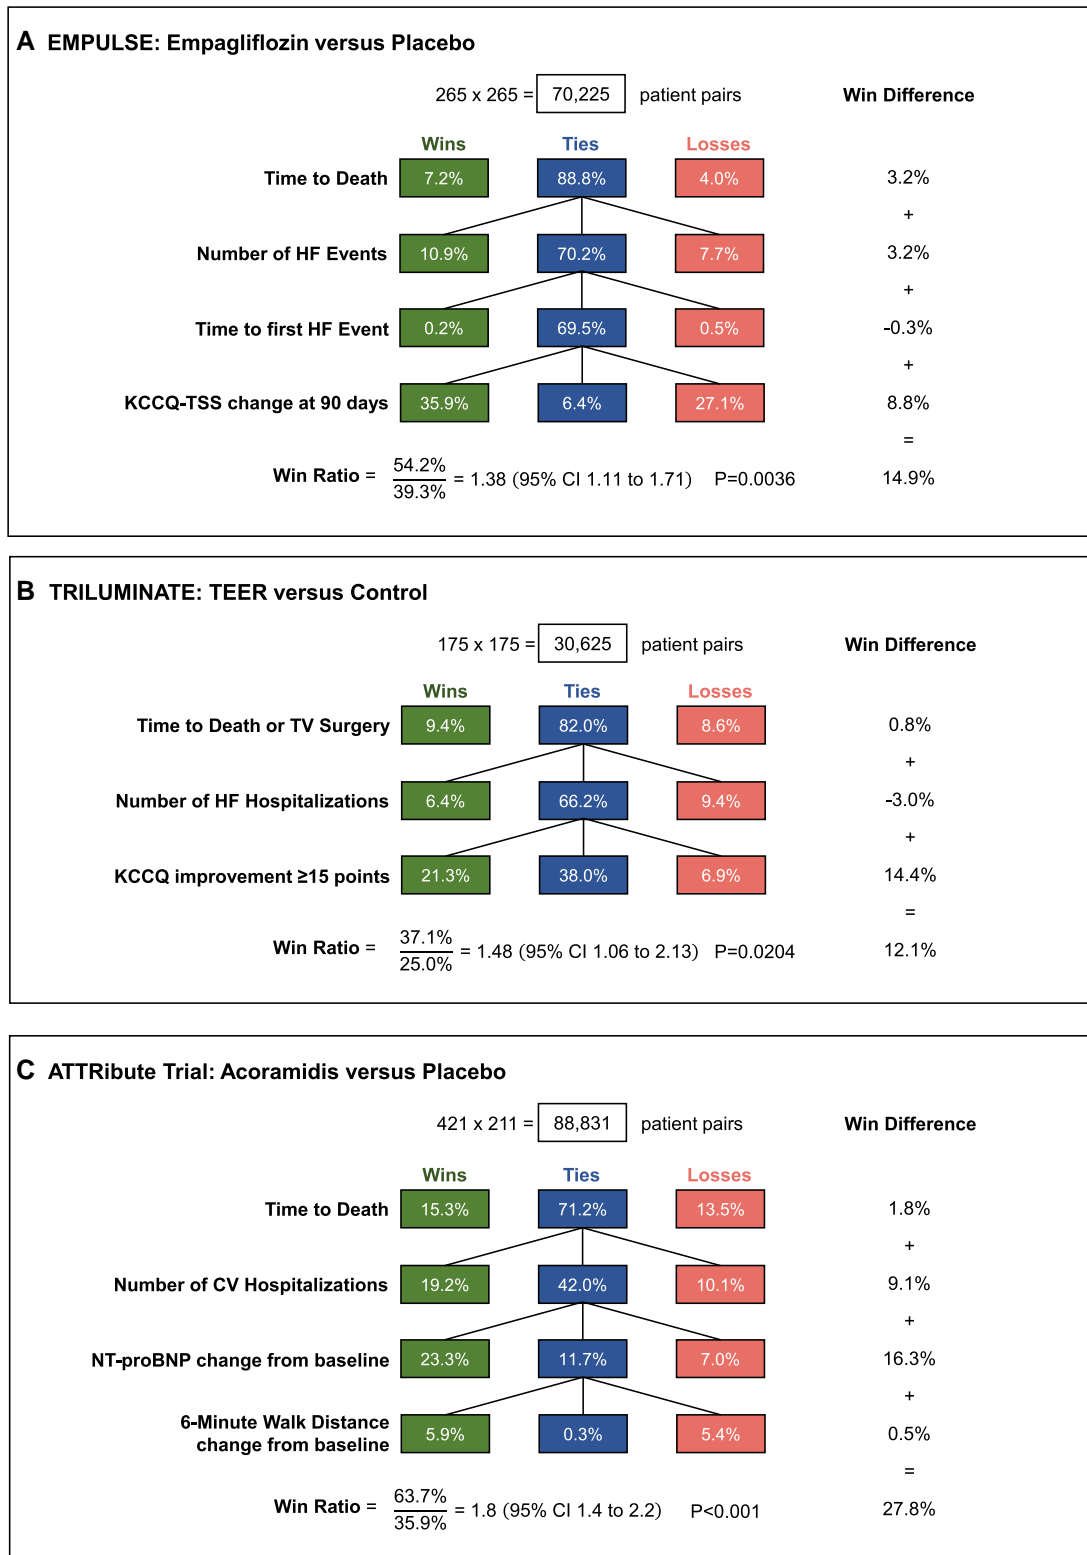 A EMPULSE: Empagliflozin versus Placebo
265 x 265 = 70,225 patient pairs Win Difference
Wins Ties Losses
Time to Death 7.2% 88.8% 4.0% 3.2%
+
Number of HF Events 10.9% 70.2% 7.7% 3.2%
+
Time to first HF Event 0.2% 69.5% 0.5% -0.3%
+
KCCQ-TSS change at 90 days 35.9% 6.4% 27.1% 8.8%
=
Win Ratio = 54.2% / 39.3% = 1.38 (95% CI 1.11 to 1.71) P=0.0036 14.9%
B TRILUMINATE: TEER versus Control
175 x 175 = 30,625 patient pairs Win Difference
Wins Ties Losses
Time to Death or TV Surgery 9.4% 82.0% 8.6% 0.8%
+
Number of HF Hospitalizations 6.4% 66.2% 9.4% -3.0%
+
KCCQ improvement ≥15 points 21.3% 38.0% 6.9% 14.4%
=
Win Ratio = 37.1% / 25.0% = 1.48 (95% CI 1.06 to 2.13) P=0.0204 12.1%
C ATTRibute Trial: Acoramidis versus Placebo
421 x 211 = 88,831 patient pairs Win Difference
Wins Ties Losses
Time to Death 15.3% 71.2% 13.5% 1.8%
+
Number of CV Hospitalizations 19.2% 42.0% 10.1% 9.1%
+
NT-proBNP change from baseline 23.3% 11.7% 7.0% 16.3%
+
6-Minute Walk Distance
change from baseline 5.9% 0.3% 5.4% 0.5%
=
Win Ratio = 63.7% / 35.9% = 1.8 (95% CI 1.4 to 2.2) P<0.001 27.8%